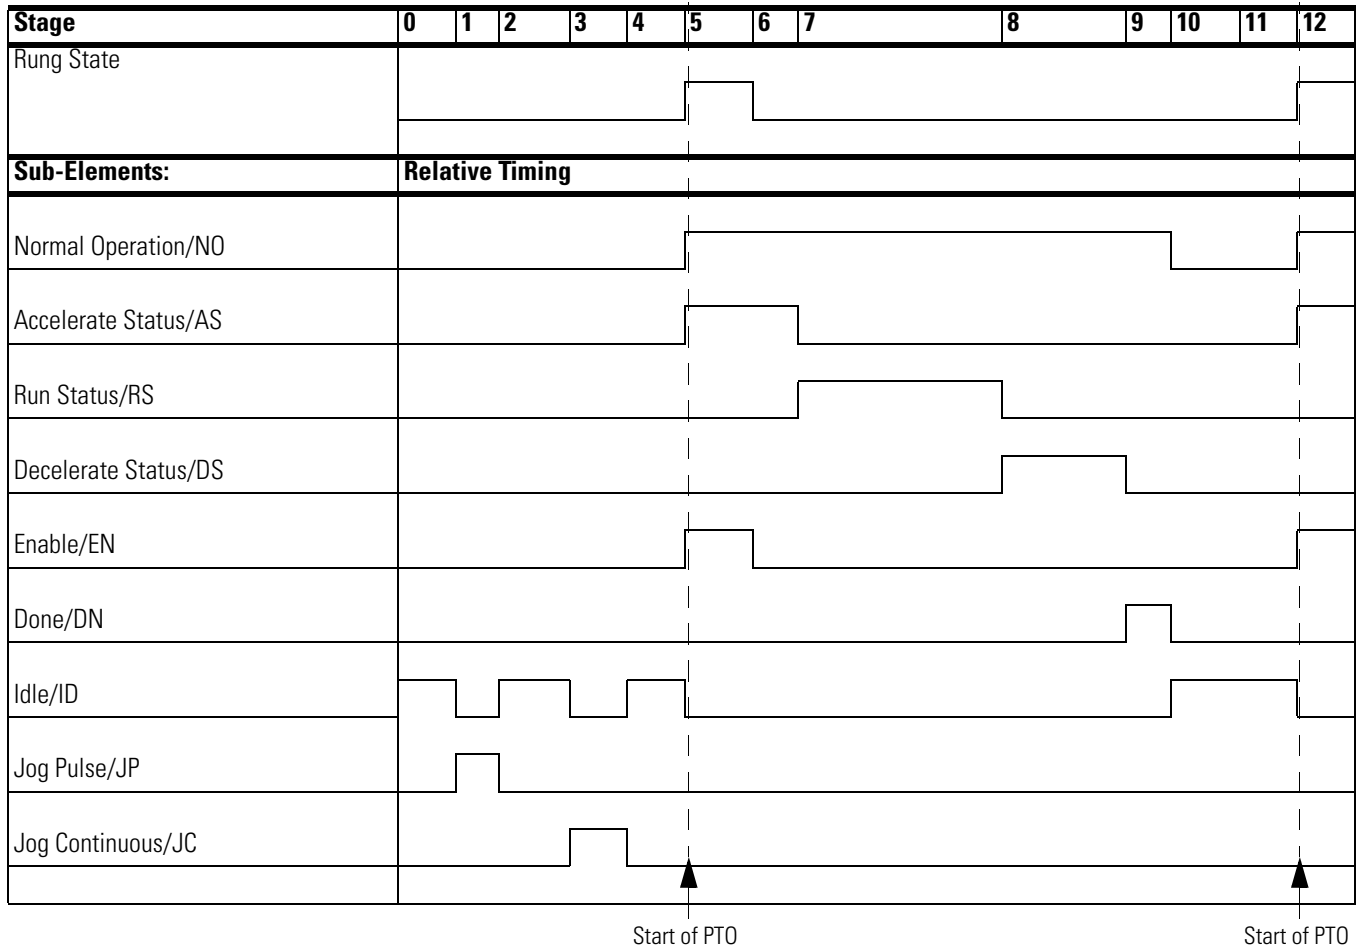 Stage 0 1 2 3 4 5 6 7 8 9 10 11 12
Rung State
Sub-Elements: Relative Timing
Normal Operation/NO
Accelerate Status/AS
Run Status/RS
Decelerate Status/DS
Enable/EN
Done/DN
Idle/ID
Jog Pulse/JP
Jog Continuous/JC
Start of PTO Start of PTO